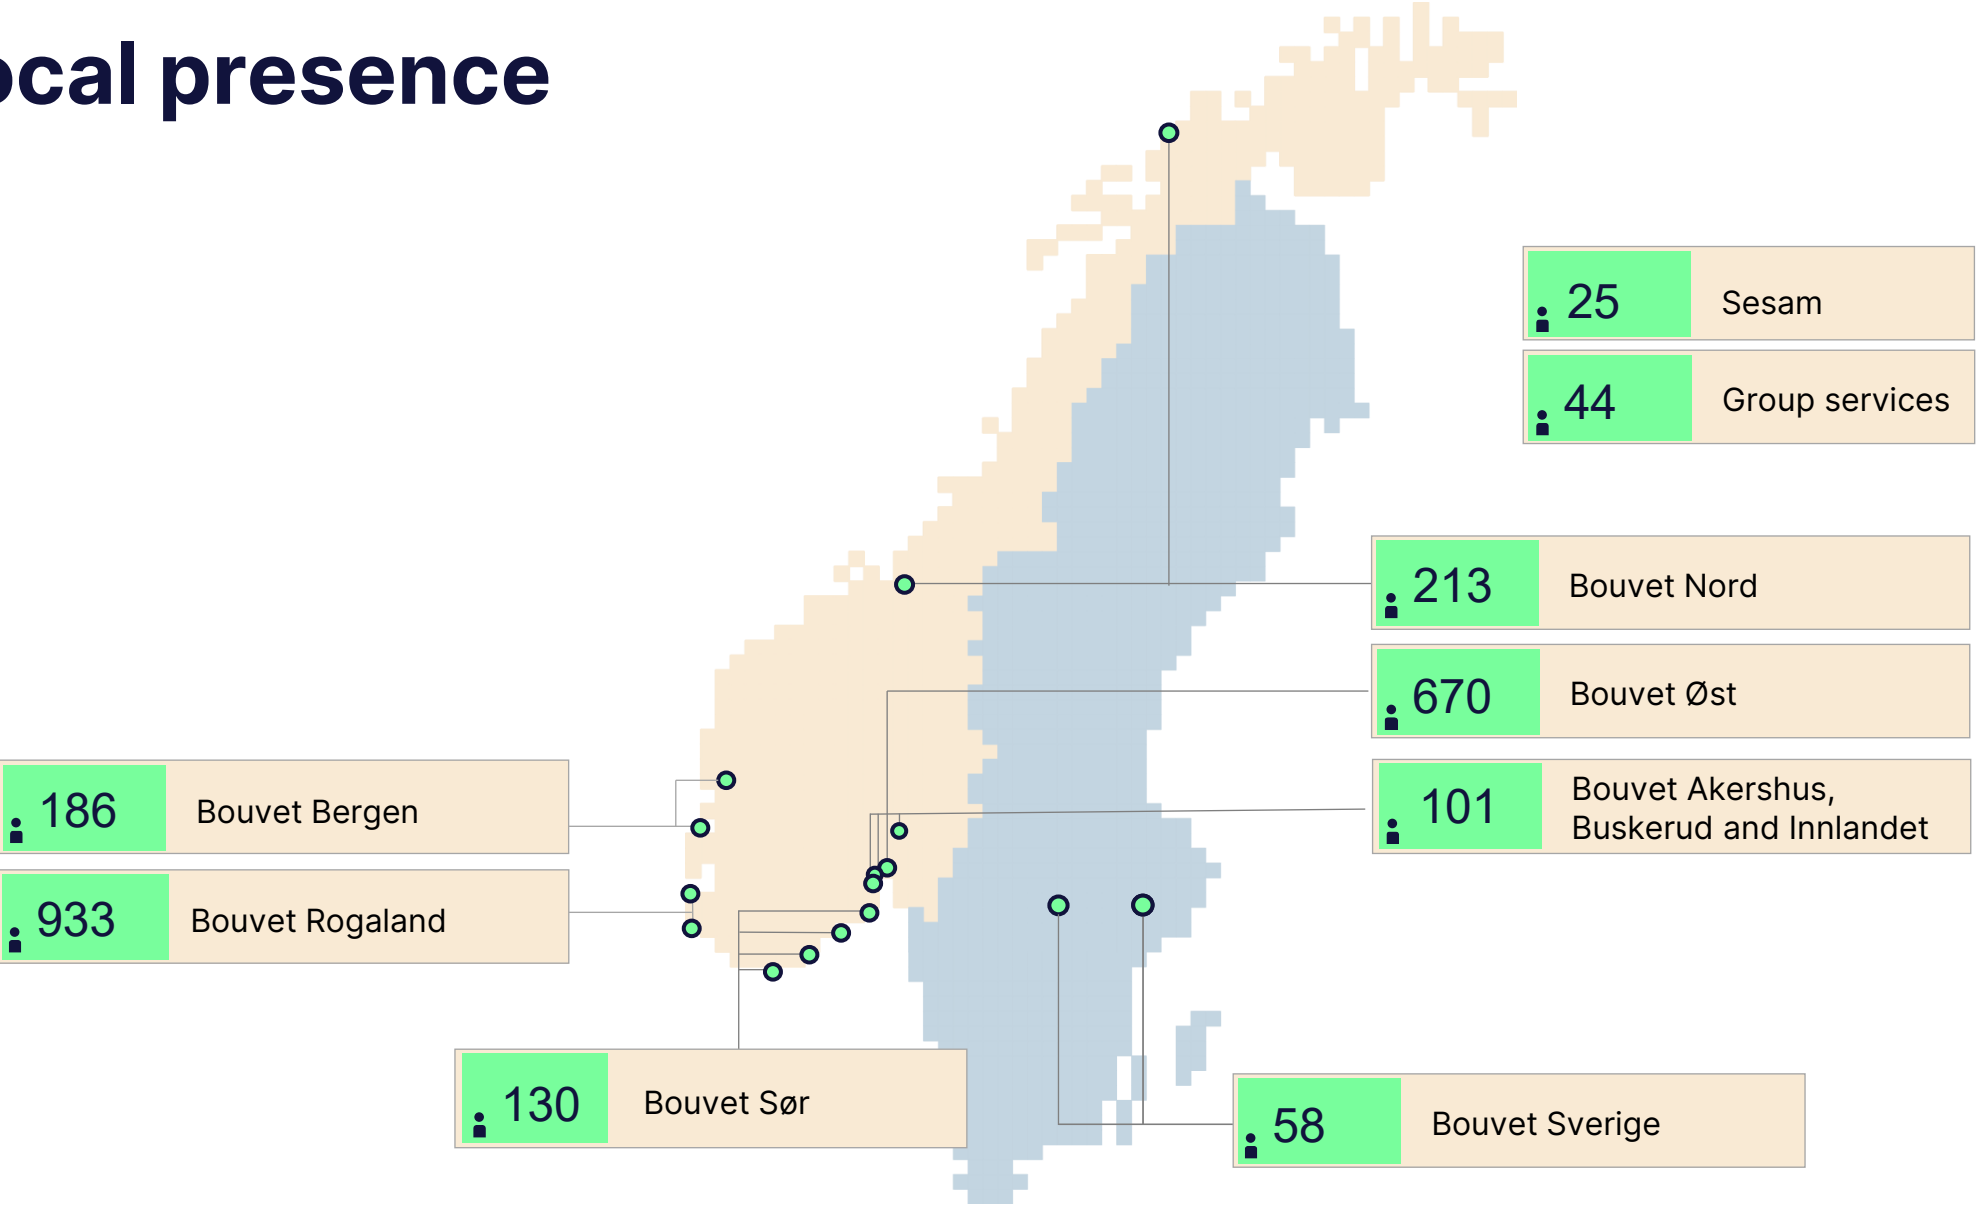 ocal presence
25 Sesam
44 Group services
213 Bouvet Nord
670 Bouvet Øst
101 Bouvet Akershus,
Buskerud and Innlandet
186 Bouvet Bergen
933 Bouvet Rogaland
130 Bouvet Sør
58 Bouvet Sverige